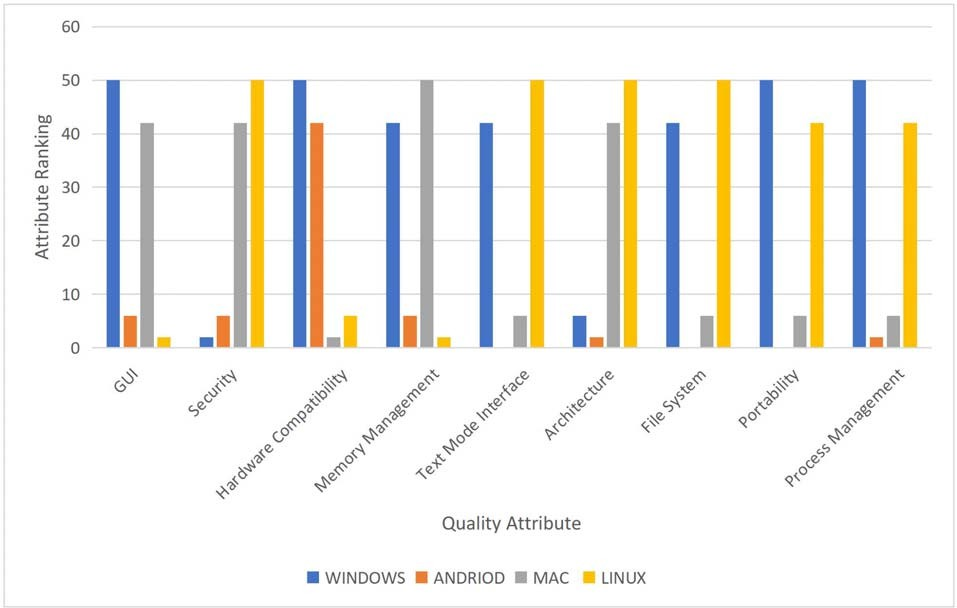 60
50
40
30
20
10
0
Attribute Ranking
GUI
Security
Hardware Compatibility
Memory Management
Text Mode Interface
Architecture
File System
Portability
Process Management
Quality Attribute
WINDOWS ANDRIOD MAC LINUX